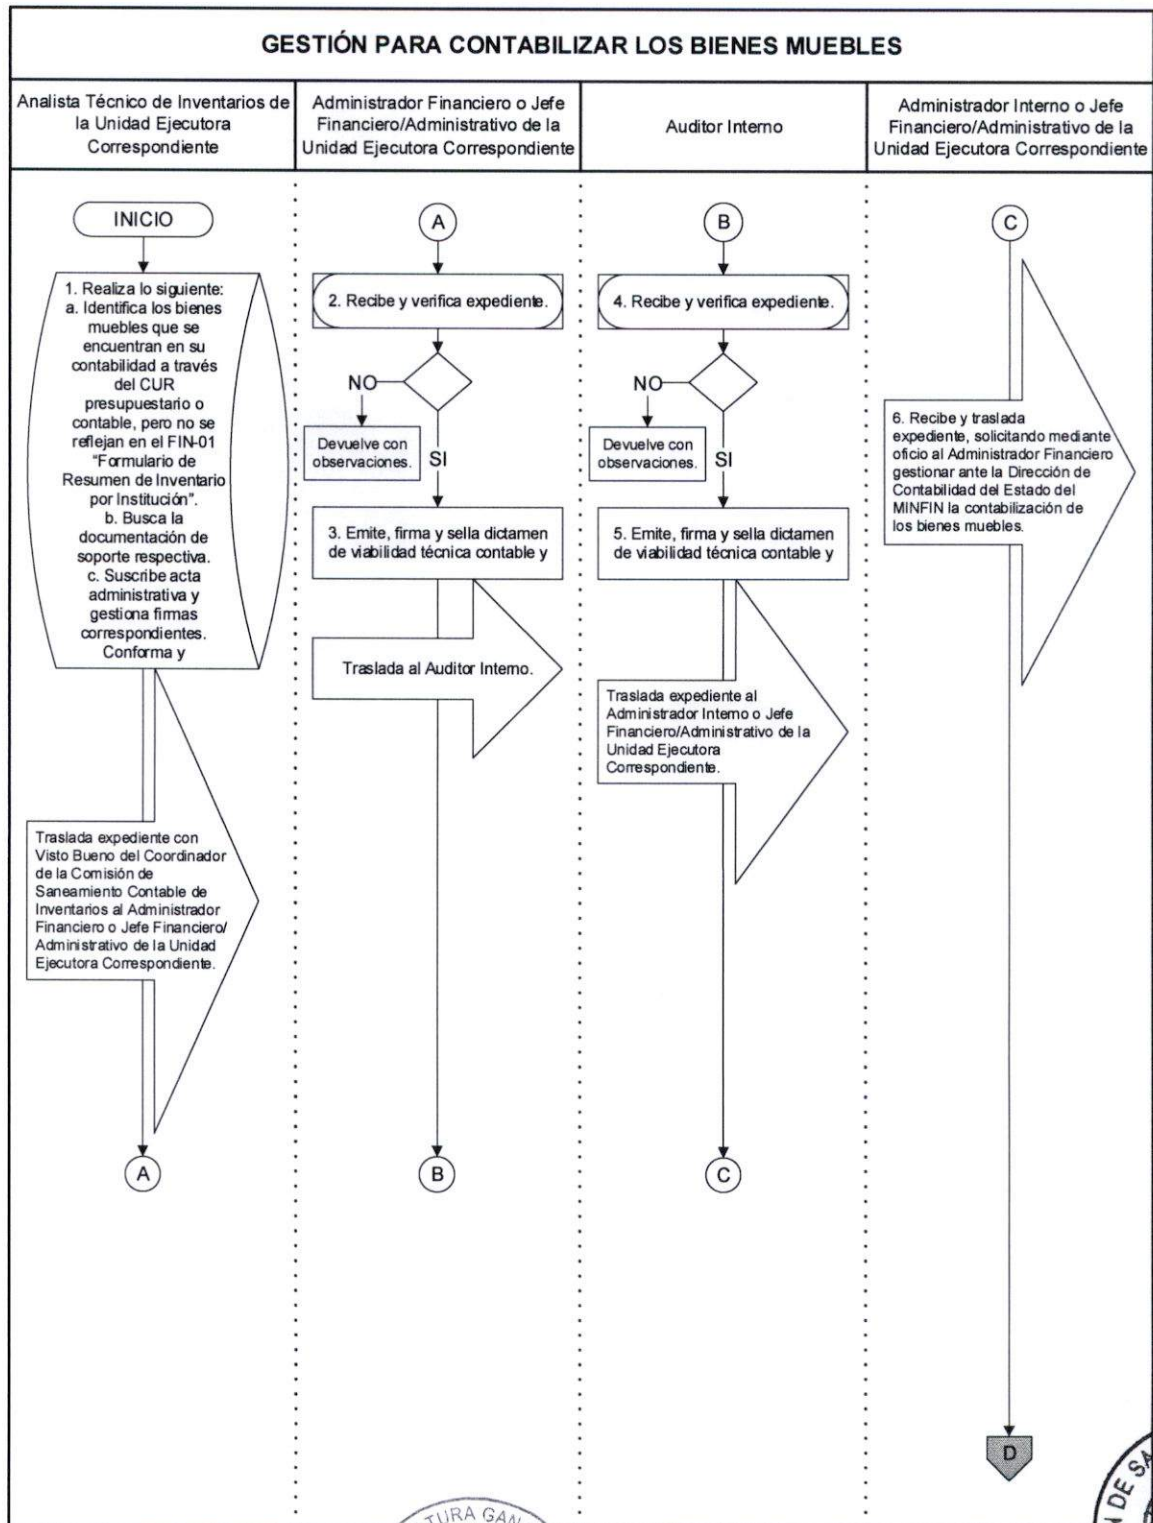 GESTIÓN PARA CONTABILIZAR LOS BIENES MUEBLES
Analista Técnico de Inventarios de
la Unidad Ejecutora
Correspondiente
Administrador Financiero o Jefe
Financiero/Administrativo de la
Unidad Ejecutora Correspondiente
Auditor Interno
Administrador Interno o Jefe
Financiero/Administrativo de la
Unidad Ejecutora Correspondiente
INICIO
1. Realiza lo siguiente:
a. Identifica los bienes
muebles que se
encuentran en su
contabilidad a través
del CUR
presupuestario o
contable, pero no se
reflejan en el FIN-01
"Formulario de
Resumen de Inventario
por Institución".
b. Busca la
documentación de
soporte respectiva.
c. Suscribe acta
administrativa y
gestiona firmas
correspondientes.
Conforma y
Traslada expediente con
Visto Bueno del Coordinador
de la Comisión de
Saneamiento Contable de
Inventarios al Administrador
Financiero o Jefe Financiero/
Administrativo de la Unidad
Ejecutora Correspondiente.
A
A
2. Recibe y verifica expediente.
NO
Devuelve con
observaciones.
SI
3. Emite, firma y sella dictamen
de viabilidad técnica contable y
Traslada al Auditor Interno.
B
B
4. Recibe y verifica expediente.
NO
Devuelve con
observaciones.
SI
5. Emite, firma y sella dictamen
de viabilidad técnica contable y
Traslada expediente al
Administrador Interno o Jefe
Financiero/Administrativo de la
Unidad Ejecutora
Correspondiente.
C
C
6. Recibe y traslada
expediente, solicitando mediante
oficio al Administrador Financiero
gestionar ante la Dirección de
Contabilidad del Estado del
MINFIN la contabilización de
los bienes muebles.
D
TURA GAN
N DE SA